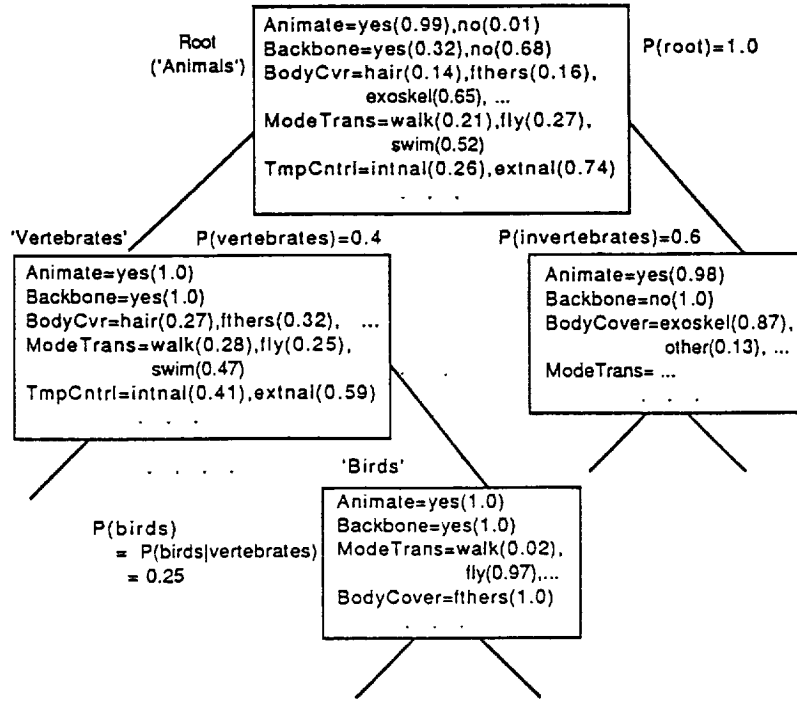 Root
('Animals')
Animate=yes(0.99),no(0.01)
Backbone=yes(0.32),no(0.68)
BodyCvr=hair(0.14),fthers(0.16),
exoskel(0.65), ...
ModeTrans=walk(0.21),fly(0.27),
swim(0.52)
TmpCntrl=intnal(0.26),extnal(0.74)
. . .
P(root)=1.0
'Vertebrates'
P(vertebrates)=0.4
Animate=yes(1.0)
Backbone=yes(1.0)
BodyCvr=hair(0.27),fthers(0.32), ...
ModeTrans=walk(0.28),fly(0.25),
swim(0.47)
TmpCntrl=intnal(0.41),extnal(0.59)
. . .
P(invertebrates)=0.6
Animate=yes(0.98)
Backbone=no(1.0)
BodyCover=exoskel(0.87),
other(0.13), ...
ModeTrans= ...
. . .
. . . .
'Birds'
P(birds)
= P(birds|vertebrates)
= 0.25
Animate=yes(1.0)
Backbone=yes(1.0)
ModeTrans=walk(0.02),
fly(0.97),...
BodyCover=fthers(1.0)
. . .